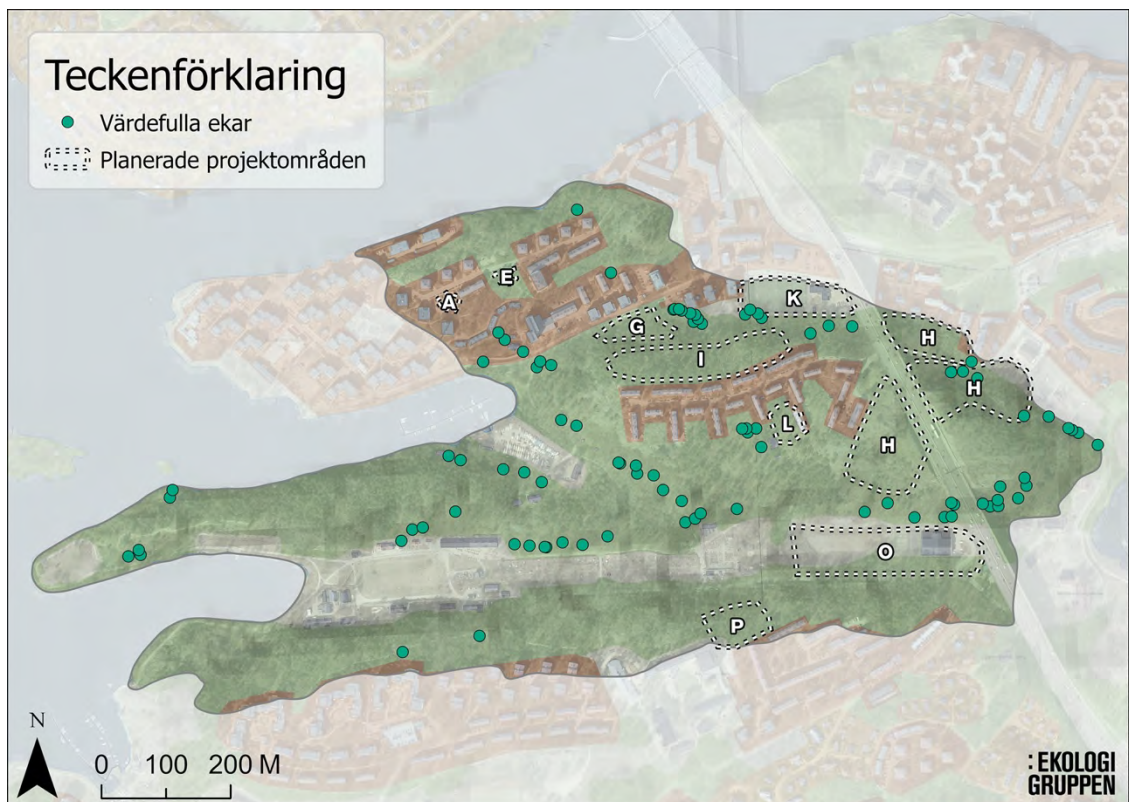 Teckenförklaring
Värdefulla ekar
Planerade projektområden
E
A
K
G
H
I
H
L
H
O
P
N
0 100 200 M
:EKOLOGI
GRUPPEN